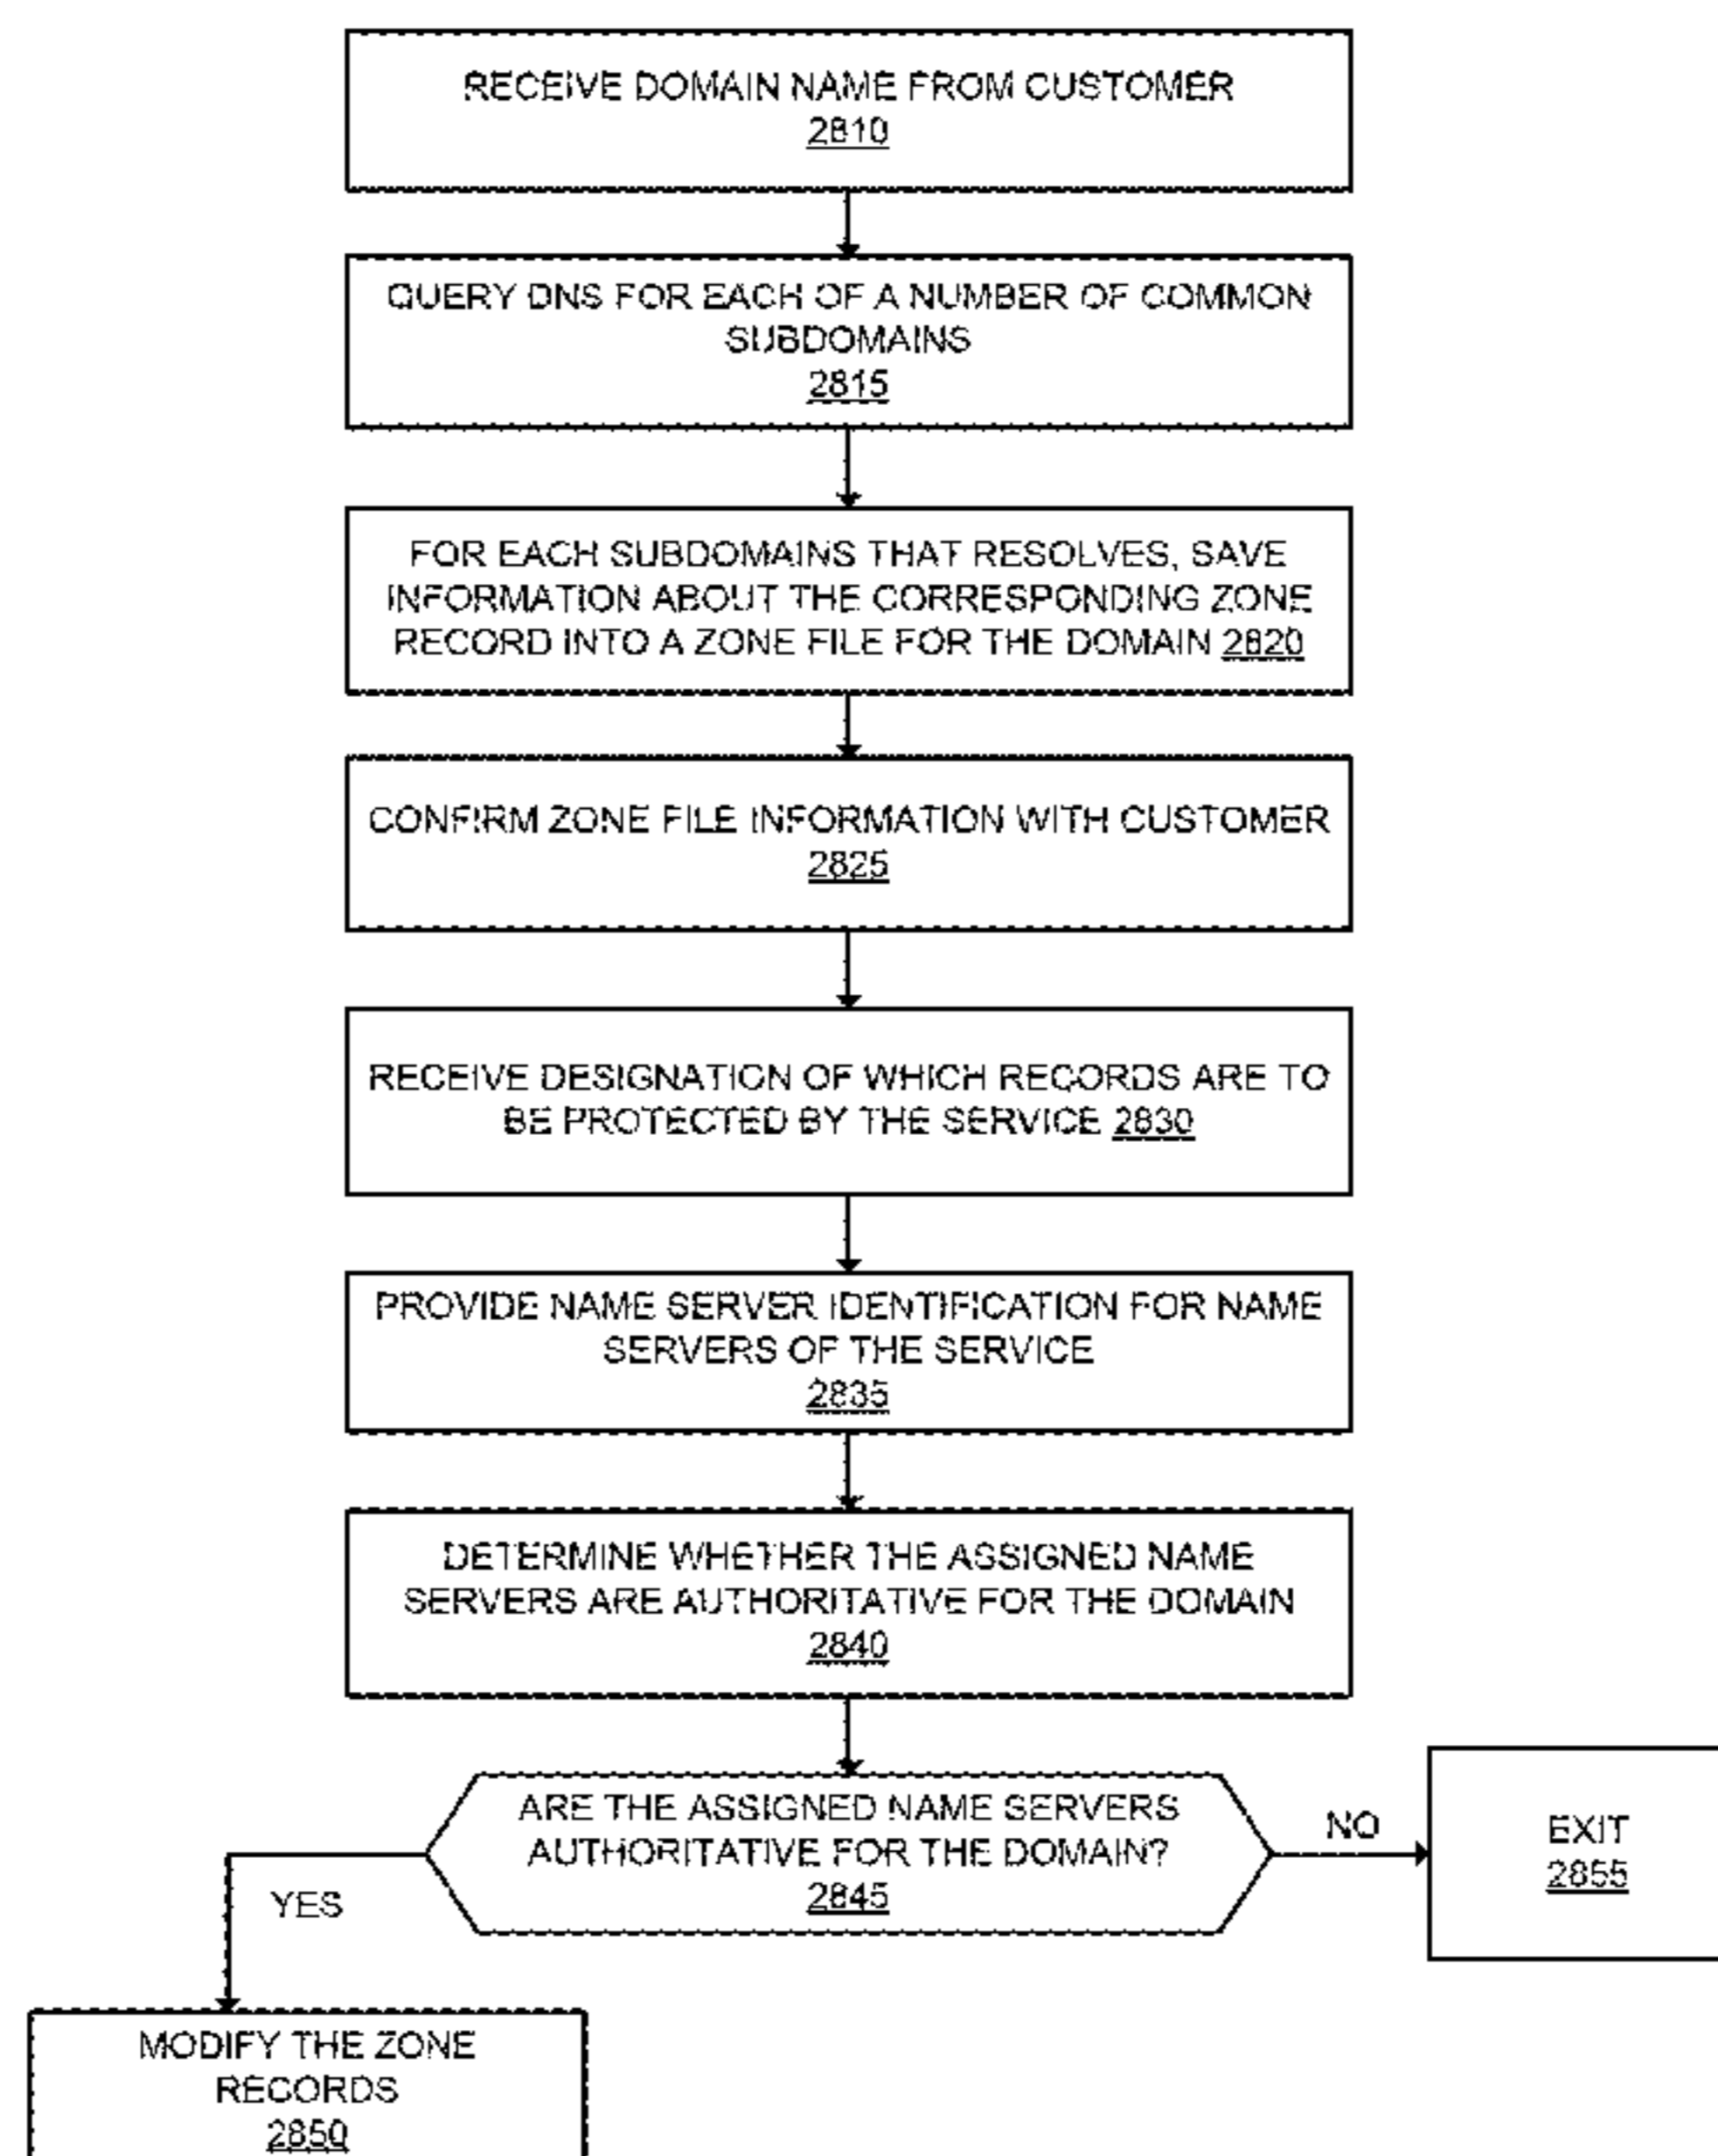 RECEIVE DOMAIN NAME FROM CUSTOMER
2810
QUERY DNS FOR EACH OF A NUMBER OF COMMON
SUBDOMAINS
2815
FOR EACH SUBDOMAINS THAT RESOLVES, SAVE
INFORMATION ABOUT THE CORRESPONDING ZONE
RECORD INTO A ZONE FILE FOR THE DOMAIN 2820
CONFIRM ZONE FILE INFORMATION WITH CUSTOMER
2825
RECEIVE DESIGNATION OF WHICH RECORDS ARE TO
BE PROTECTED BY THE SERVICE 2830
PROVIDE NAME SERVER IDENTIFICATION FOR NAME
SERVERS OF THE SERVICE
2835
DETERMINE WHETHER THE ASSIGNED NAME
SERVERS ARE AUTHORITATIVE FOR THE DOMAIN
2840
ARE THE ASSIGNED NAME SERVERS
AUTHORITATIVE FOR THE DOMAIN?
2845
NO
EXIT
2855
YES
MODIFY THE ZONE
RECORDS
2850